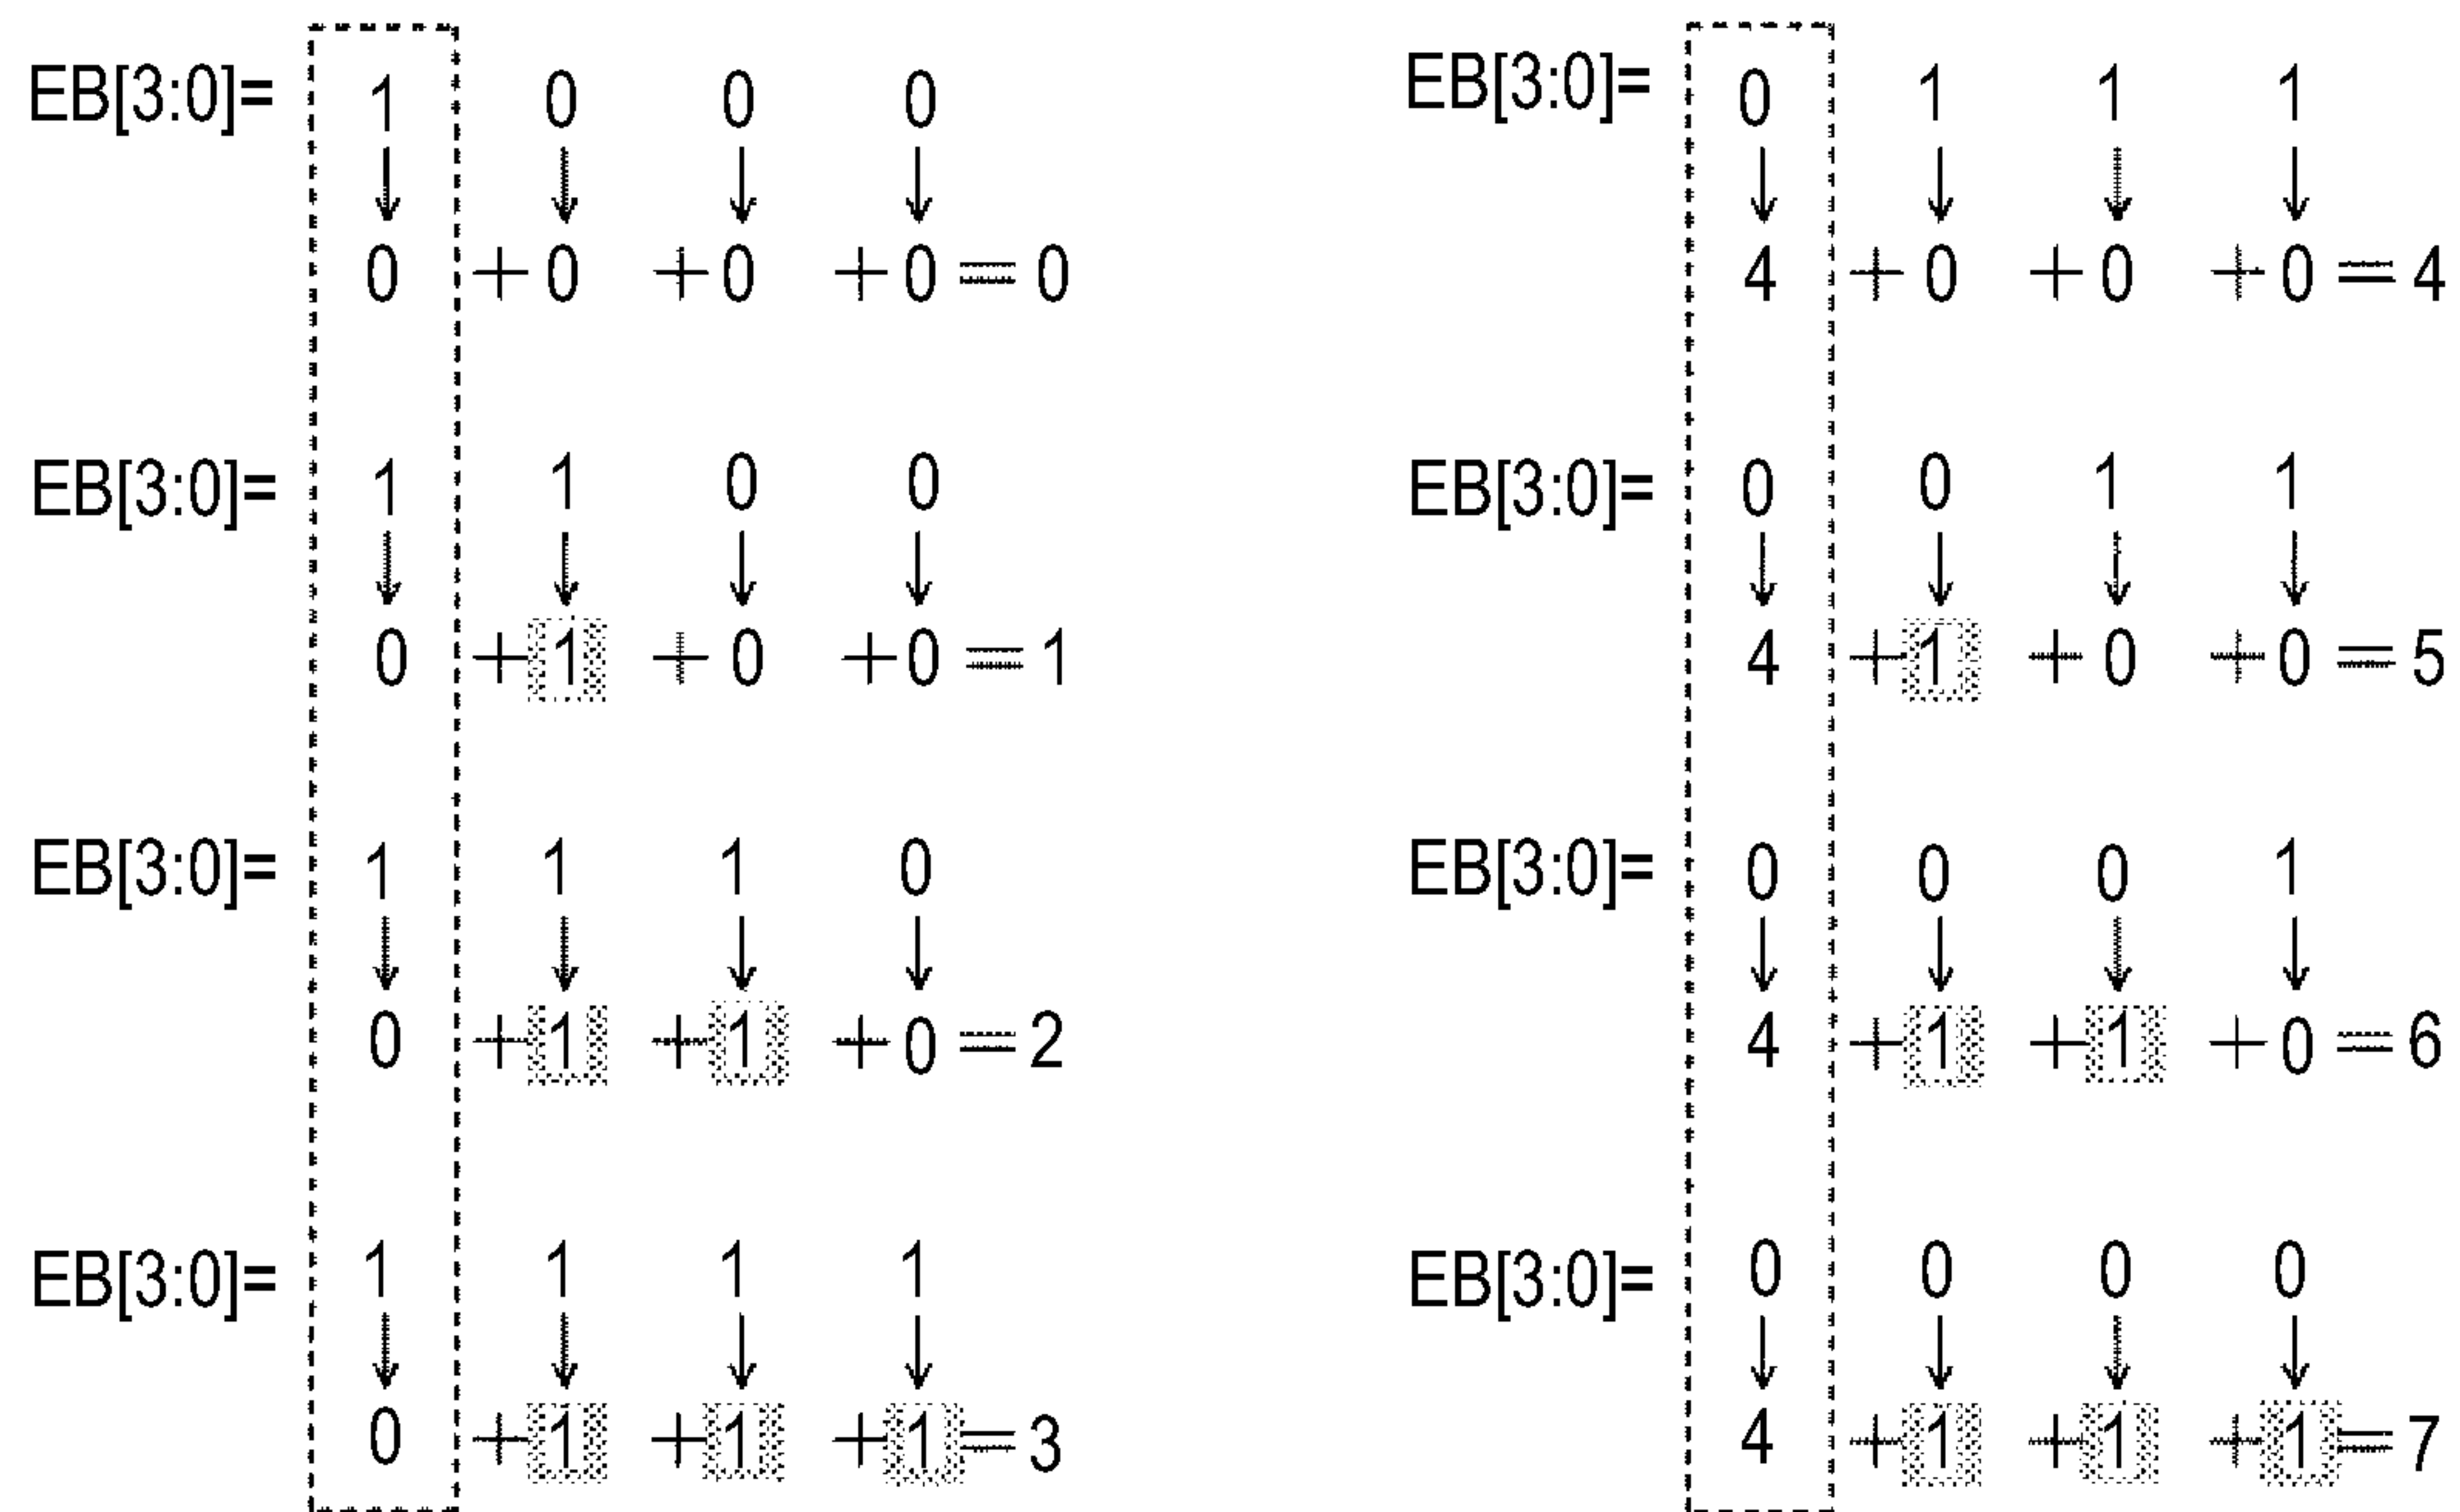 EB[3:0]= 1 0 0 0
0 +0 +0 +0 = 0
EB[3:0]= 1 1 0 0
0 +1 +0 +0 = 1
EB[3:0]= 1 1 1 0
0 +1 +1 +0 = 2
EB[3:0]= 1 1 1 1
0 +1 +1 +1 = 3
EB[3:0]= 0 1 1 1
4 +0 +0 +0 = 4
EB[3:0]= 0 0 1 1
4 +1 +0 +0 = 5
EB[3:0]= 0 0 0 1
4 +1 +1 +0 = 6
EB[3:0]= 0 0 0 0
4 +1 +1 +1 = 7